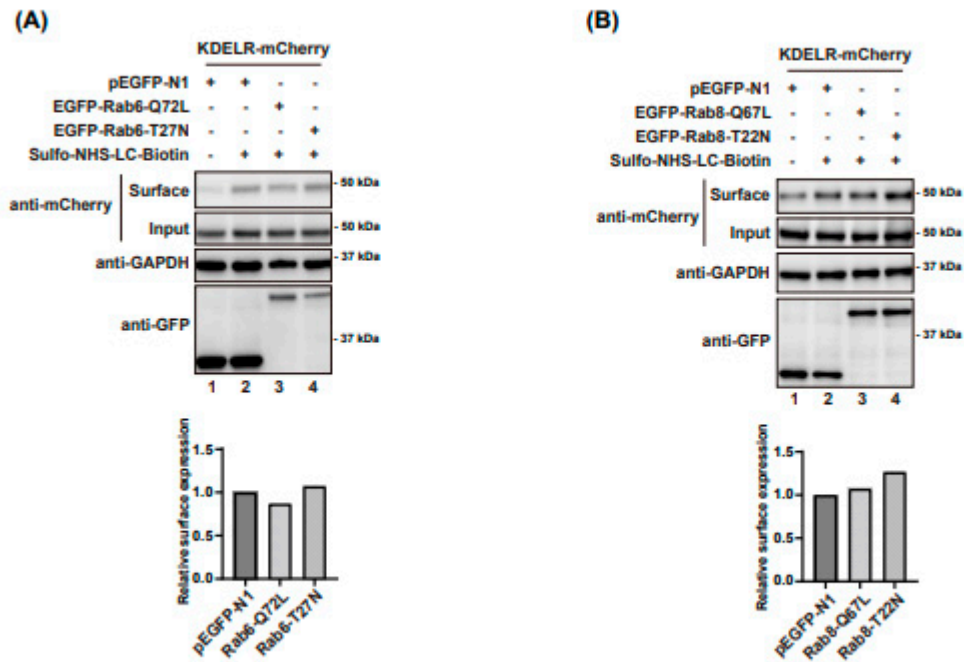 (A)
KDELR-mCherry
pEGFP-N1 + + - -
EGFP-Rab6-Q72L - - + -
EGFP-Rab6-T27N - - - +
Sulfo-NHS-LC-Biotin - + + +
anti-mCherry
Surface - 50 kDa
Input - 50 kDa
anti-GAPDH - 37 kDa
anti-GFP
- 37 kDa
1 2 3 4
Relative surface expression
1.5
1.0
0.5
0.0
pEGFP-N1
Rab6-Q72L
Rab6-T27N
(B)
KDELR-mCherry
pEGFP-N1 + + - -
EGFP-Rab8-Q67L - - + -
EGFP-Rab8-T22N - - - +
Sulfo-NHS-LC-Biotin - + + +
anti-mCherry
Surface - 50 kDa
Input - 50 kDa
anti-GAPDH - 37 kDa
anti-GFP
- 37 kDa
1 2 3 4
Relative surface expression
1.5
1.0
0.5
0.0
pEGFP-N1
Rab8-Q67L
Rab8-T22N